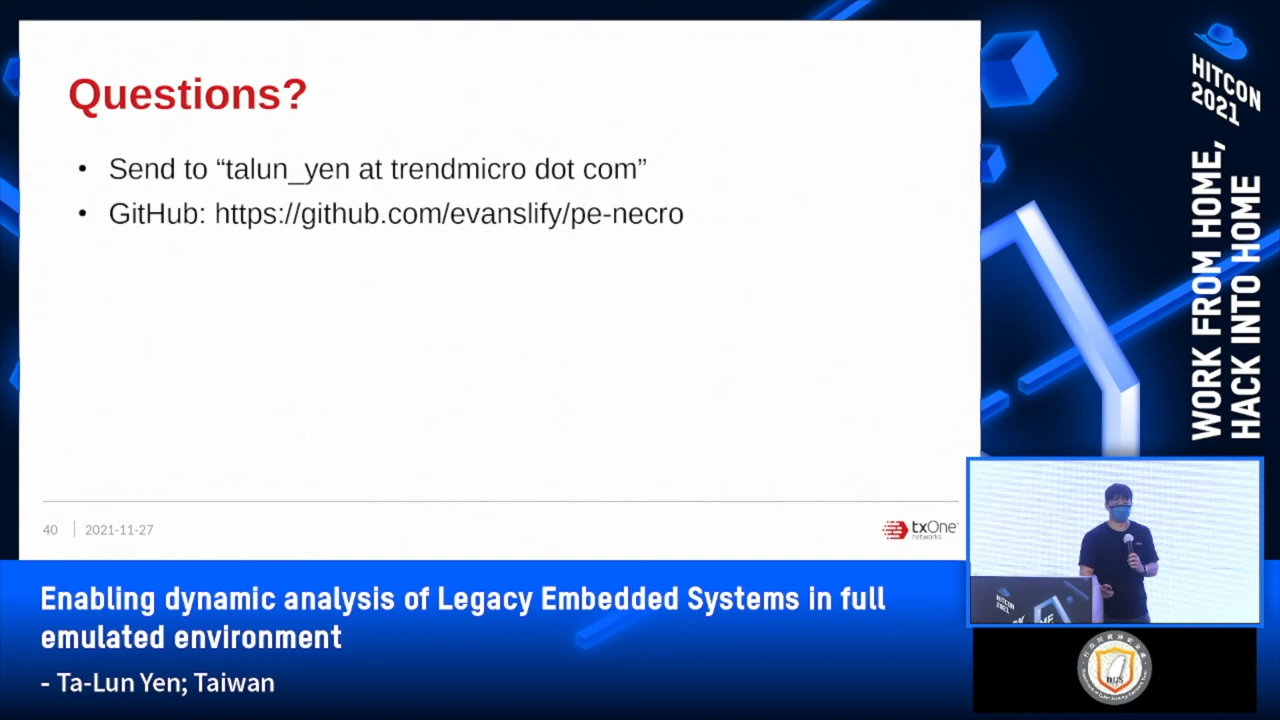 Questions?
• Send to “talun_yen at trendmicro dot com”
• GitHub: https://github.com/evanslify/pe-necro
40
2021-11-27
txOne
networks
HITCON
2021
WORK FROM HOME,
HACK INTO HOME
HITCON
2021
Enabling dynamic analysis of Legacy Embedded Systems in full
emulated environment
- Ta-Lun Yen; Taiwan